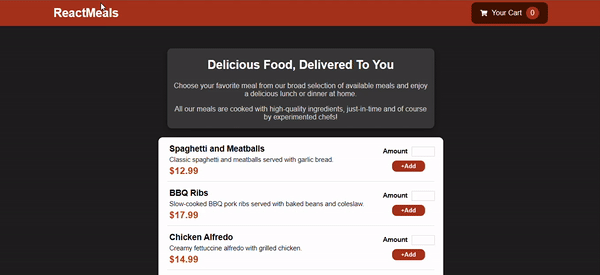 ReactMeals
Your Cart 0
Delicious Food, Delivered To You
Choose your favorite meal from our broad selection of available meals and enjoy
a delicious lunch or dinner at home.
All our meals are cooked with high-quality ingredients, just-in-time and of course
by experimented chefs!
Spaghetti and Meatballs
Classic spaghetti and meatballs served with garlic bread.
$12.99
Amount
+Add
BBQ Ribs
Slow-cooked BBQ pork ribs served with baked beans and coleslaw.
$17.99
Amount
+Add
Chicken Alfredo
Creamy fettuccine alfredo with grilled chicken.
$14.99
Amount
+Add